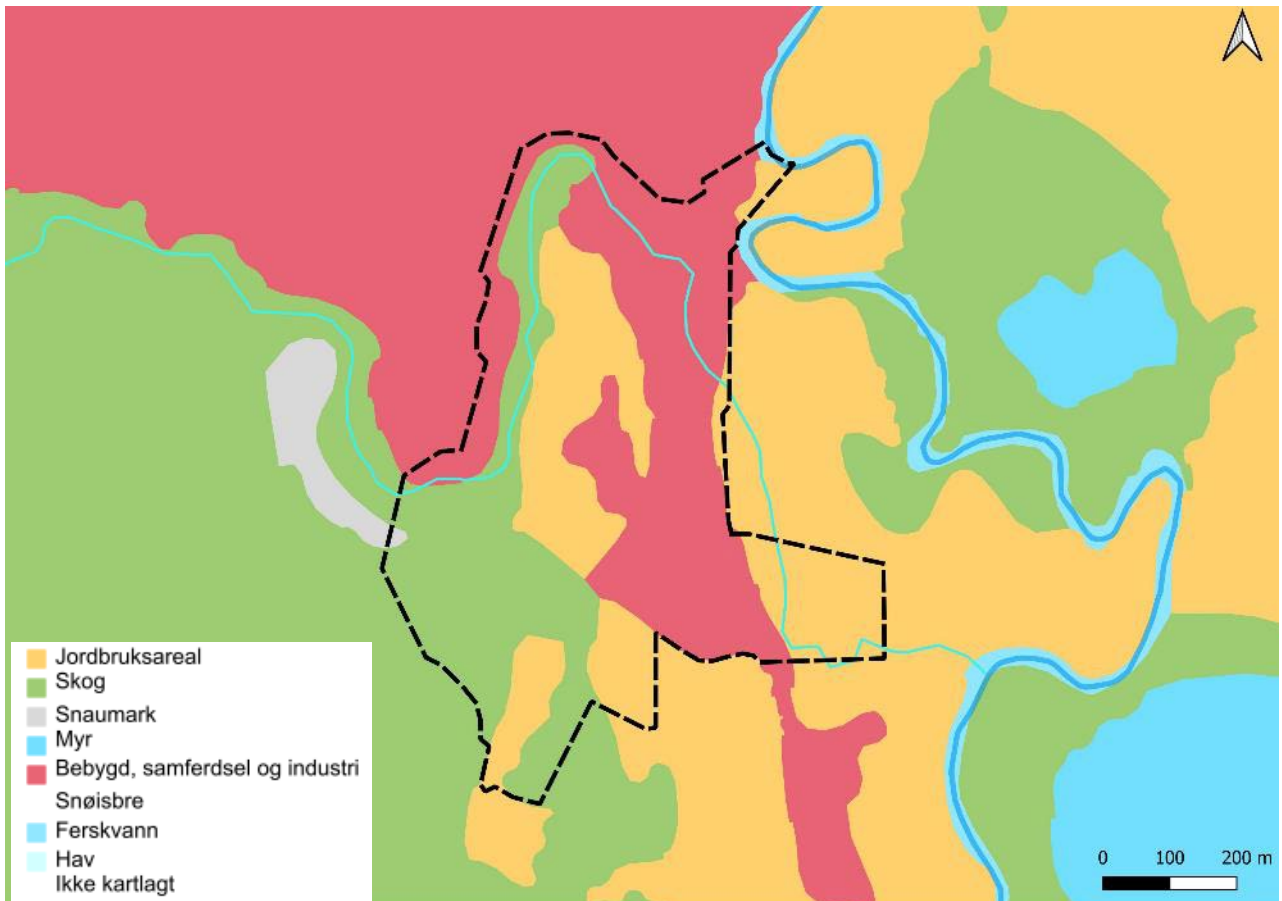 Jordbruksareal
Skog
Snaumark
Myr
Bebygd, samferdsel og industri
Snøisbre
Ferskvann
Hav
Ikke kartlagt
0 100 200 m